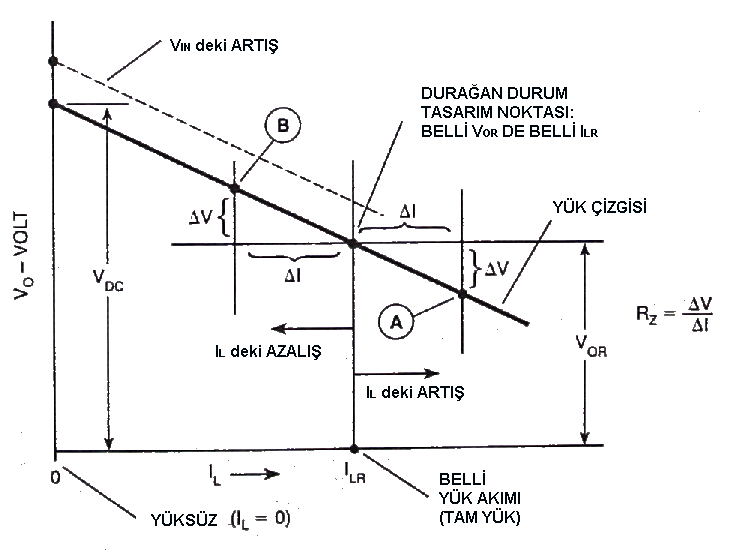 VIN deki ARTIŞ
DURAĞAN DURUM
TASARIM NOKTASI:
BELLİ VOR DE BELLİ ILR
B
ΔV {
ΔI
ΔI
} ΔV
YÜK ÇİZGİSİ
VO – VOLT
VDC
A
RZ = ΔV/ΔI
VOR
IL deki AZALIŞ
IL deki ARTIŞ
0
IL
ILR
YÜKSÜZ (IL = 0)
BELLİ
YÜK AKIMI
(TAM YÜK)